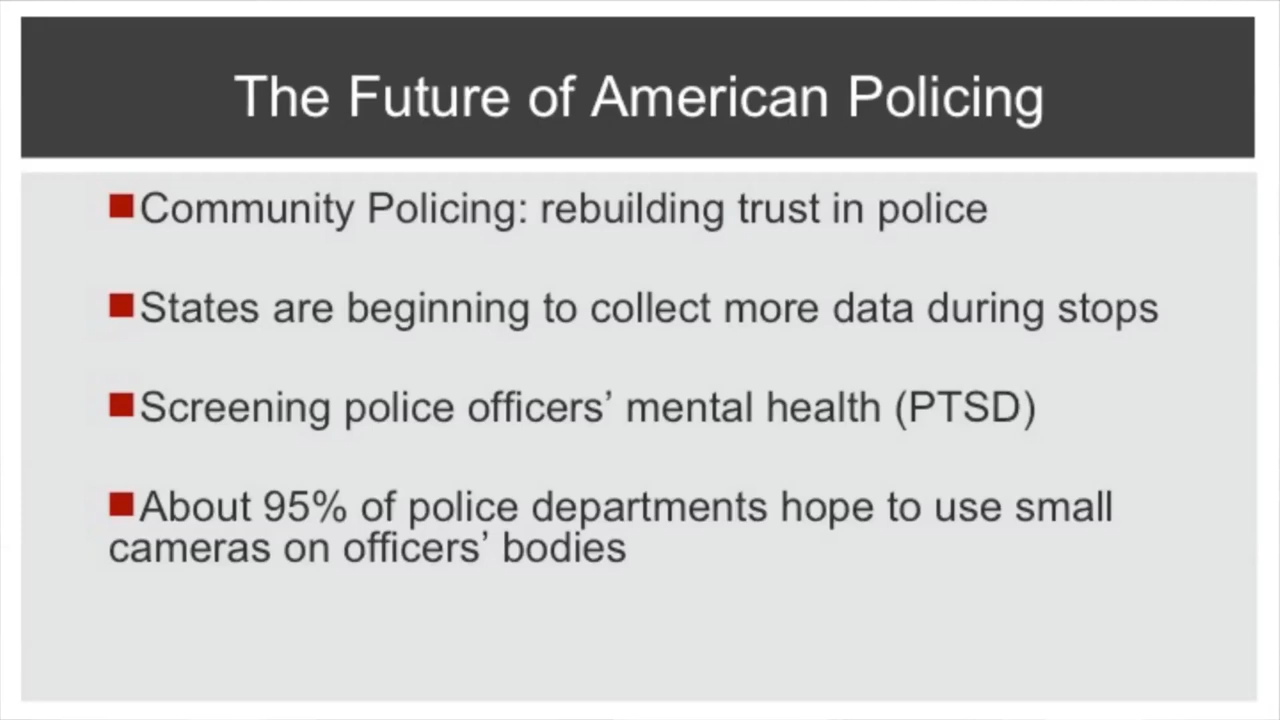 The Future of American Policing
Community Policing: rebuilding trust in police
States are beginning to collect more data during stops
Screening police officers’ mental health (PTSD)
About 95% of police departments hope to use small
cameras on officers’ bodies